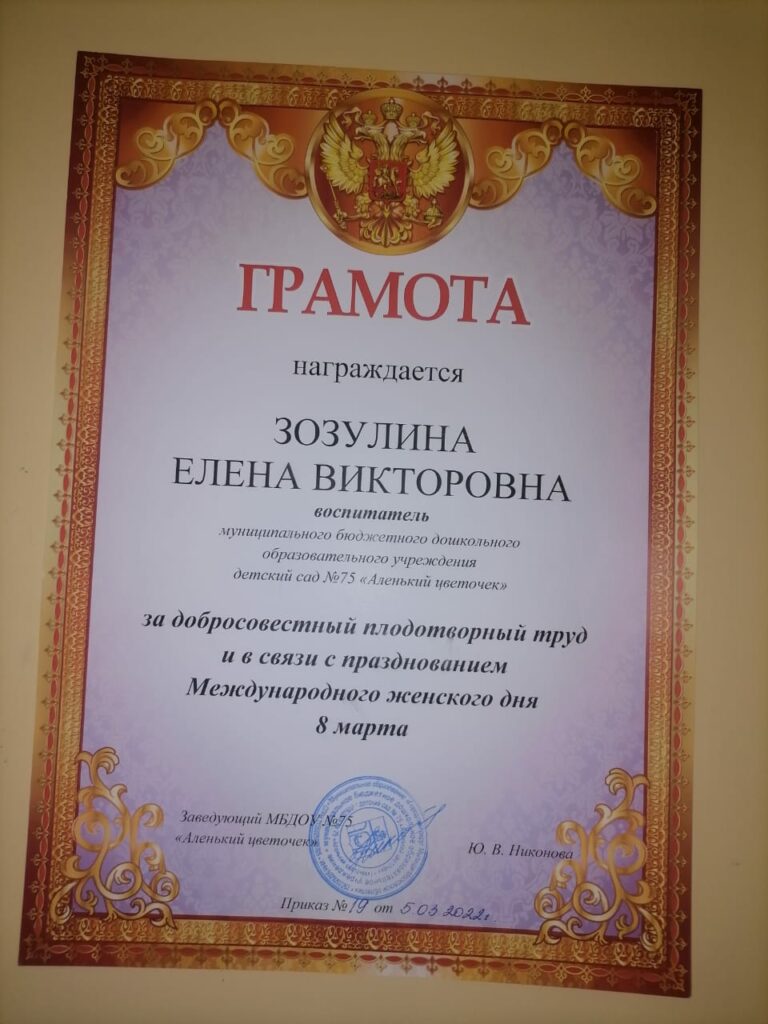 ГРАМОТА
награждается
ЗОЗУЛИНА
ЕЛЕНА ВИКТОРОВНА
воспитатель
муниципального бюджетного дошкольного
образовательного учреждения
детский сад №75 «Аленький цветочек»
за добросовестный плодотворный труд
и в связи с празднованием
Международного женского дня
8 марта
Заведующий МБДОУ №75
«Аленький цветочек»
Ю. В. Никонова
Приказ №19 от 5.03.2022г